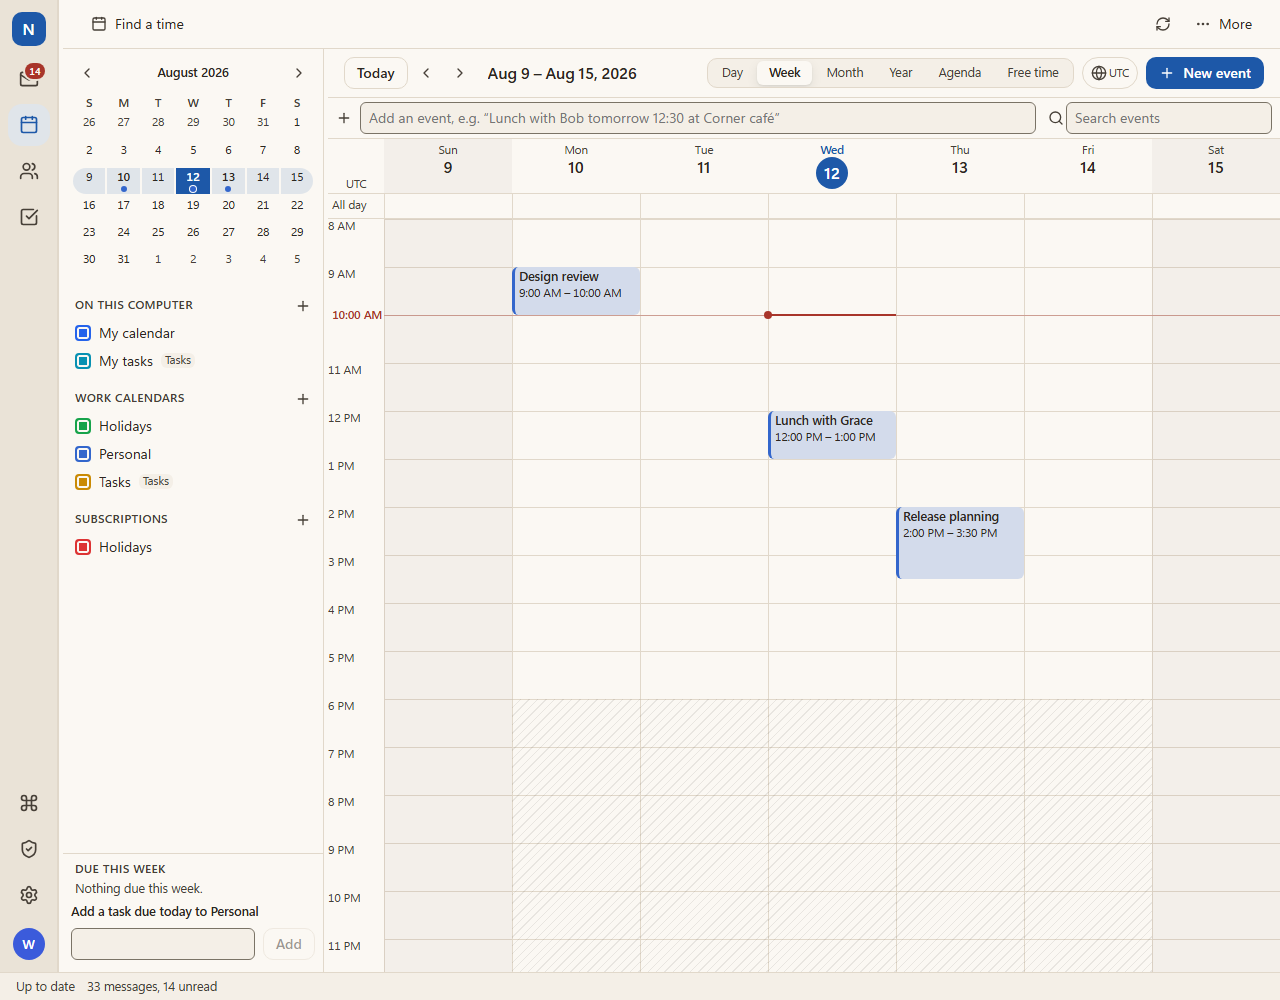 N
Find a time
More
14
August 2026
S M T W T F S
26 27 28 29 30 31 1
2 3 4 5 6 7 8
9 10 11 12 13 14 15
16 17 18 19 20 21 22
23 24 25 26 27 28 29
30 31 1 2 3 4 5
ON THIS COMPUTER
My calendar
My tasks Tasks
WORK CALENDARS
Holidays
Personal
Tasks Tasks
SUBSCRIPTIONS
Holidays
DUE THIS WEEK
Nothing due this week.
Add a task due today to Personal
Add
W
Today
Aug 9 – Aug 15, 2026
Day Week Month Year Agenda Free time
UTC
New event
Add an event, e.g. “Lunch with Bob tomorrow 12:30 at Corner café”
Search events
Sun Mon Tue Wed Thu Fri Sat
9 10 11 12 13 14 15
UTC
All day
8 AM
9 AM
Design review
9:00 AM – 10:00 AM
10:00 AM
11 AM
12 PM
Lunch with Grace
12:00 PM – 1:00 PM
1 PM
2 PM
Release planning
2:00 PM – 3:30 PM
3 PM
4 PM
5 PM
6 PM
7 PM
8 PM
9 PM
10 PM
11 PM
Up to date 33 messages, 14 unread